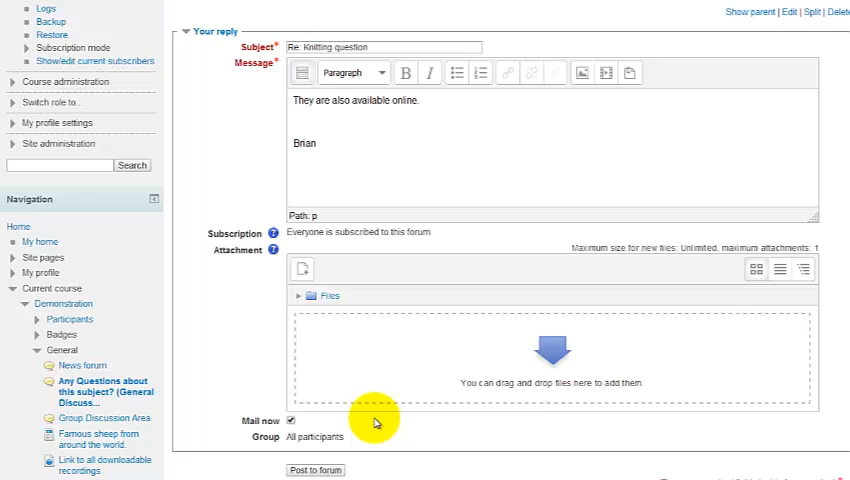 Logs
Backup
Restore
Subscription mode
Show/edit current subscribers
Course administration
Switch role to...
My profile settings
Site administration
Search
Navigation
Home
My home
Site pages
My profile
Current course
Demonstration
Participants
Badges
General
News forum
Any Questions about
this subject? (General
Discuss...
Group Discussion Area
Famous sheep from
around the world.
Link to all downloadable
recordings
Show parent | Edit | Split | Delete
Your reply
Subject* Re: Knitting question
Message*
Paragraph B I
They are also available online.
Brian
Path: p
Subscription ? Everyone is subscribed to this forum
Attachment ? Maximum size for new files: Unlimited, maximum attachments: 1
Files
You can drag and drop files here to add them.
Mail now
Group All participants
Post to forum